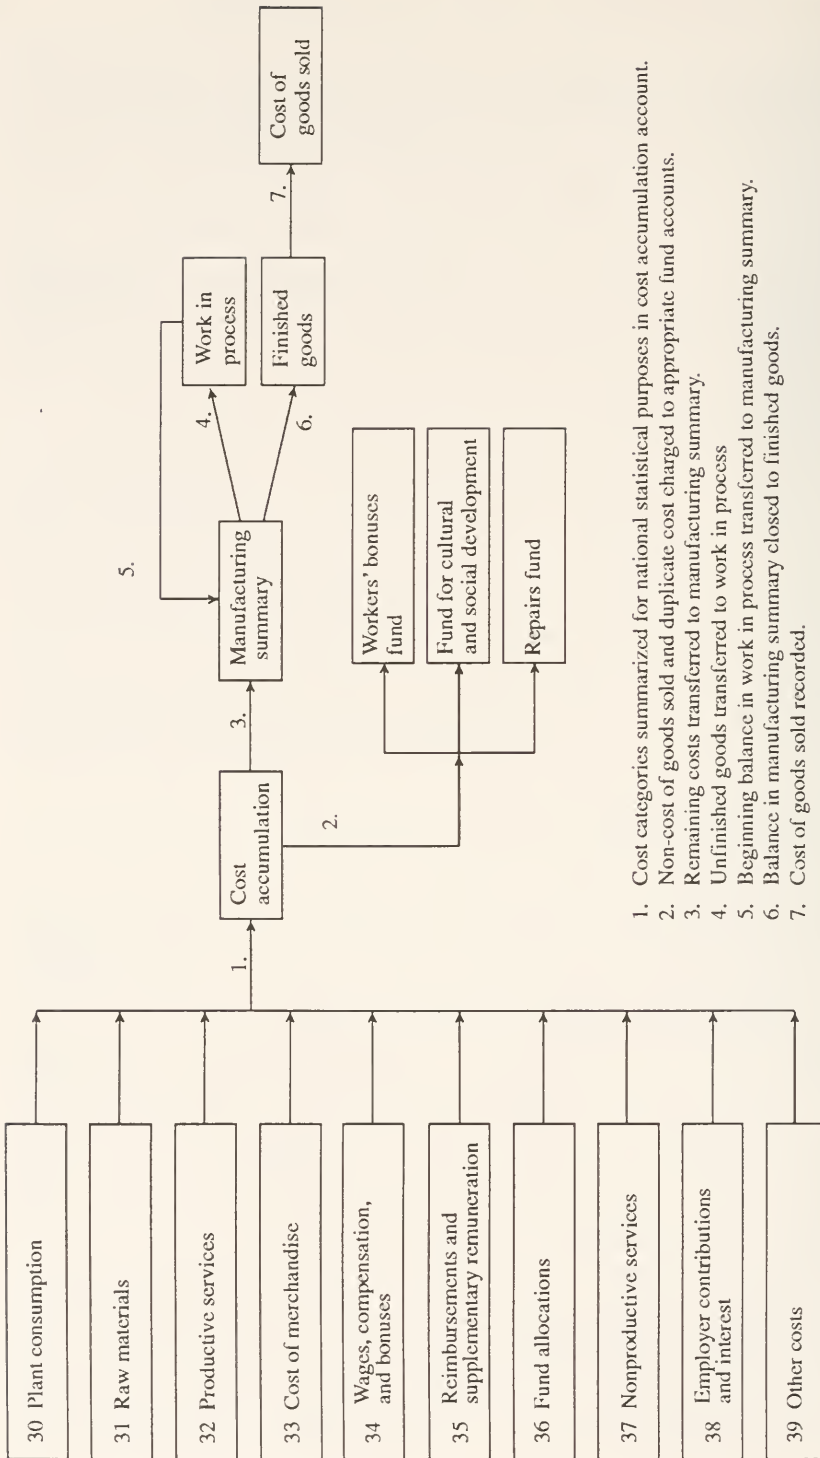 30 Plant consumption
31 Raw materials
32 Productive services
33 Cost of merchandise
34 Wages, compensation,
and bonuses
35 Reimbursements and
supplementary remuneration
36 Fund allocations
37 Nonproductive services
38 Employer contributions
and interest
39 Other costs
1.
Cost
accumulation
2.
3.
Manufacturing
summary
4.
5.
6.
Work in
process
Finished
goods
7.
Cost of
goods sold
Workers' bonuses
fund
Fund for cultural
and social development
Repairs fund
1. Cost categories summarized for national statistical purposes in cost accumulation account.
2. Non-cost of goods sold and duplicate cost charged to appropriate fund accounts.
3. Remaining costs transferred to manufacturing summary.
4. Unfinished goods transferred to work in process
5. Beginning balance in work in process transferred to manufacturing summary.
6. Balance in manufacturing summary closed to finished goods.
7. Cost of goods sold recorded.